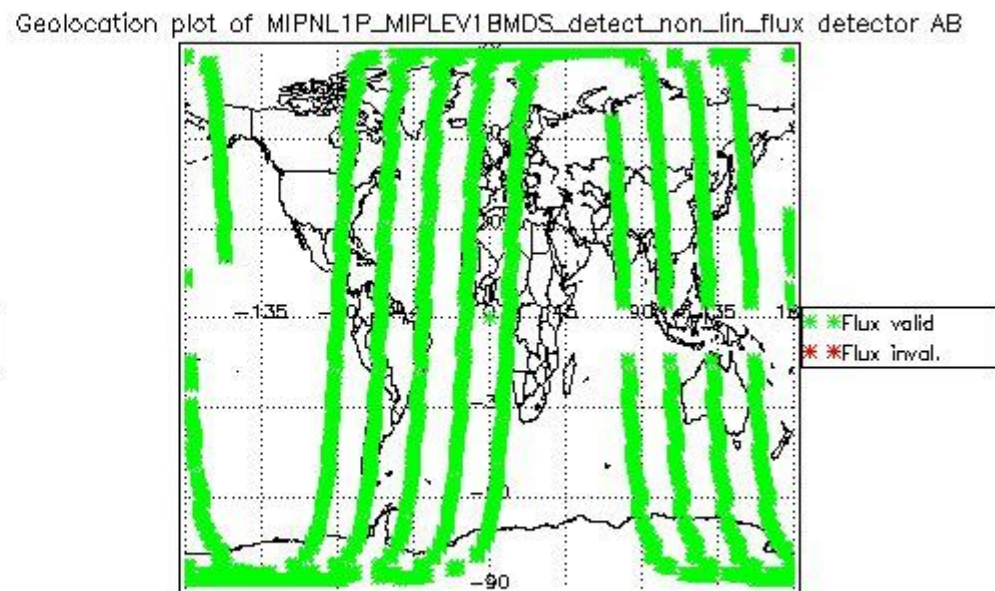 Geolocation plot of MIPNL1P_MIPLEV1BMDS_detect_non_lin_flux detector AB
-135
45
90
135
Flux valid
Flux inval.
-90